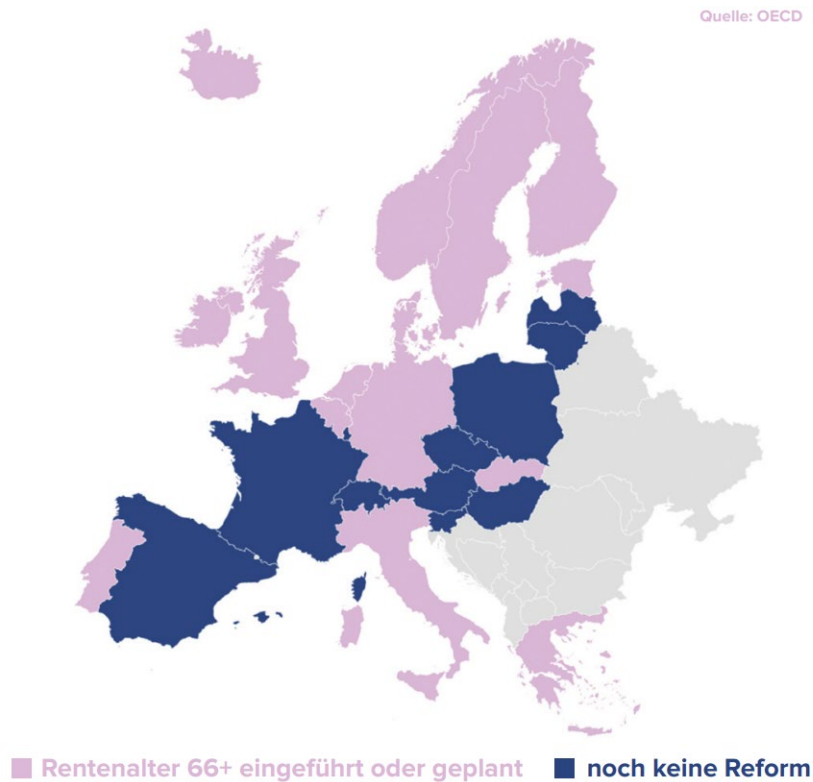 Quelle: OECD
Rentenalter 66+ eingeführt oder geplant
noch keine Reform